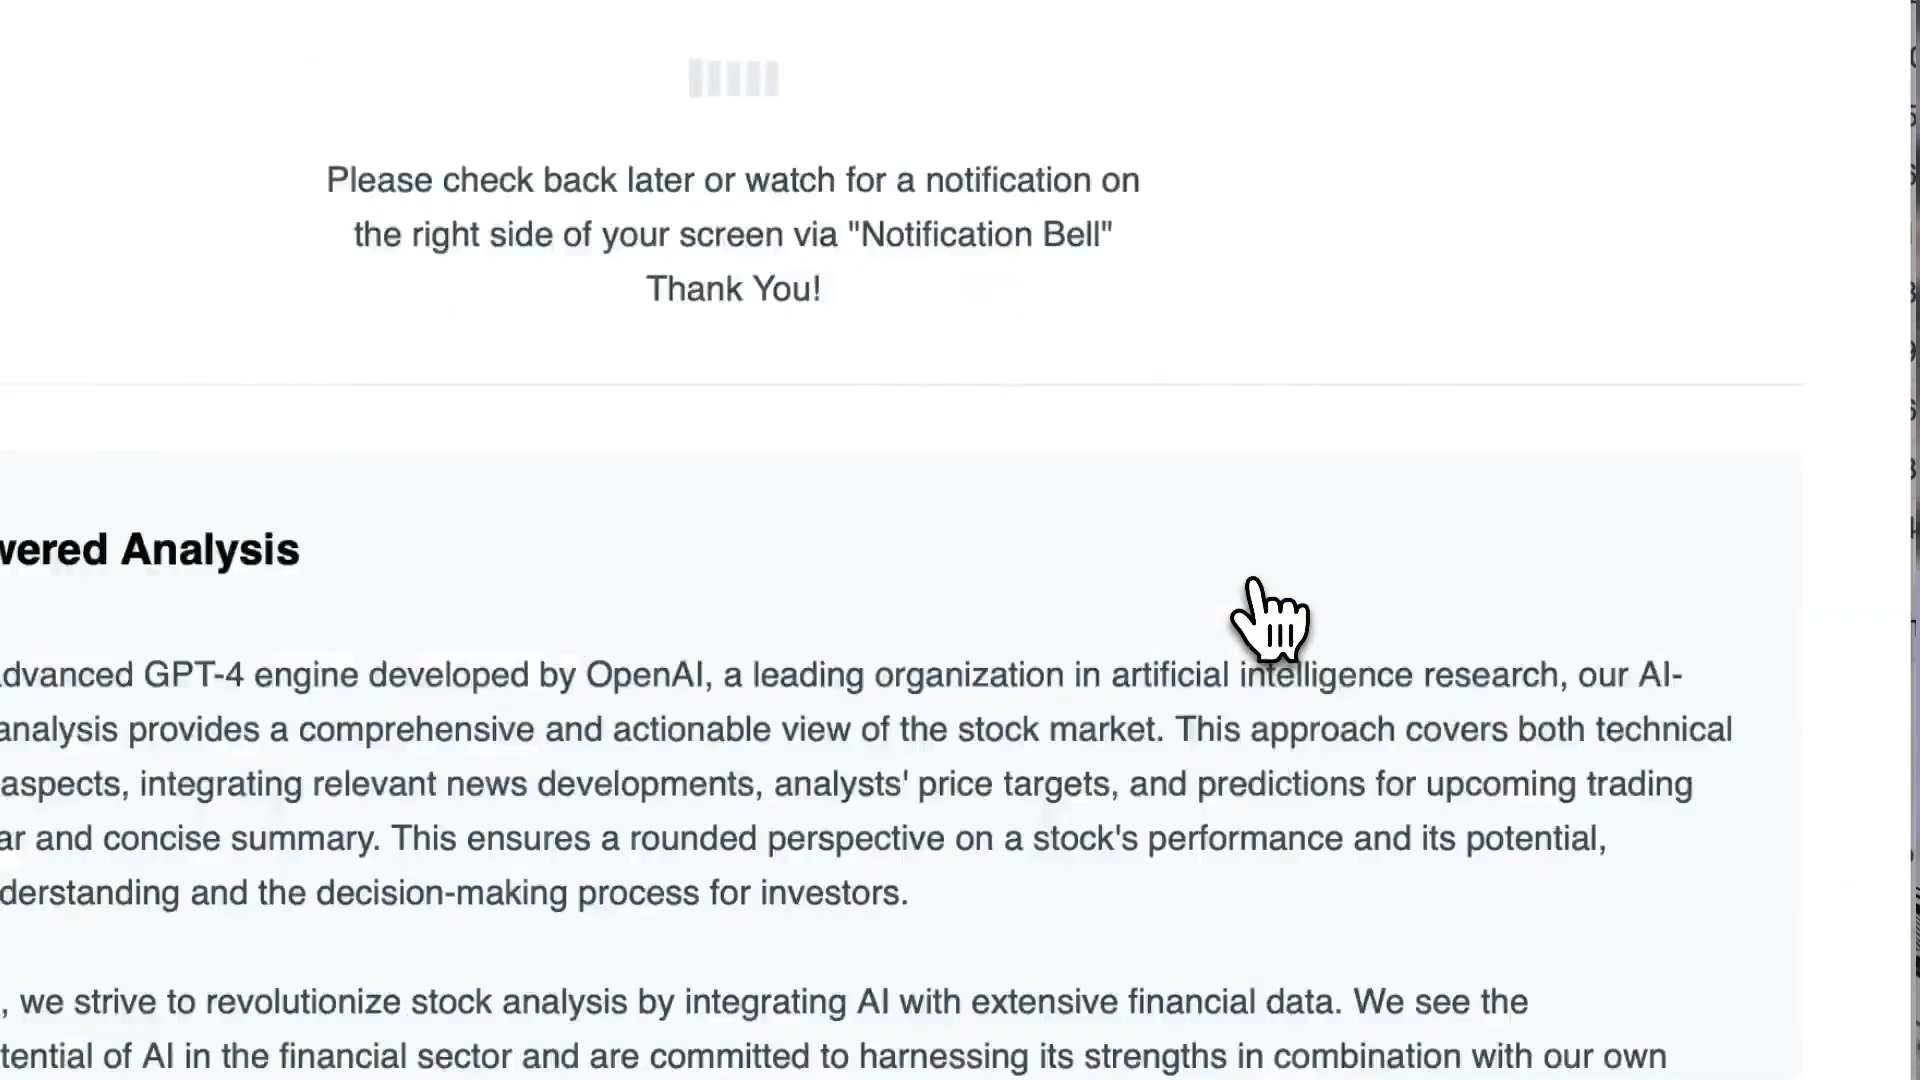 Please check back later or watch for a notification on
the right side of your screen via "Notification Bell"
Thank You!
Analysis
GPT-4 engine developed by OpenAI, a leading organization in artificial intelligence research, our AI-
analysis provides a comprehensive and actionable view of the stock market. This approach covers both technical
aspects, integrating relevant news developments, analysts' price targets, and predictions for upcoming trading
and concise summary. This ensures a rounded perspective on a stock's performance and its potential,
and the decision-making process for investors.
, we strive to revolutionize stock analysis by integrating AI with extensive financial data. We see the
of AI in the financial sector and are committed to harnessing its strengths in combination with our own